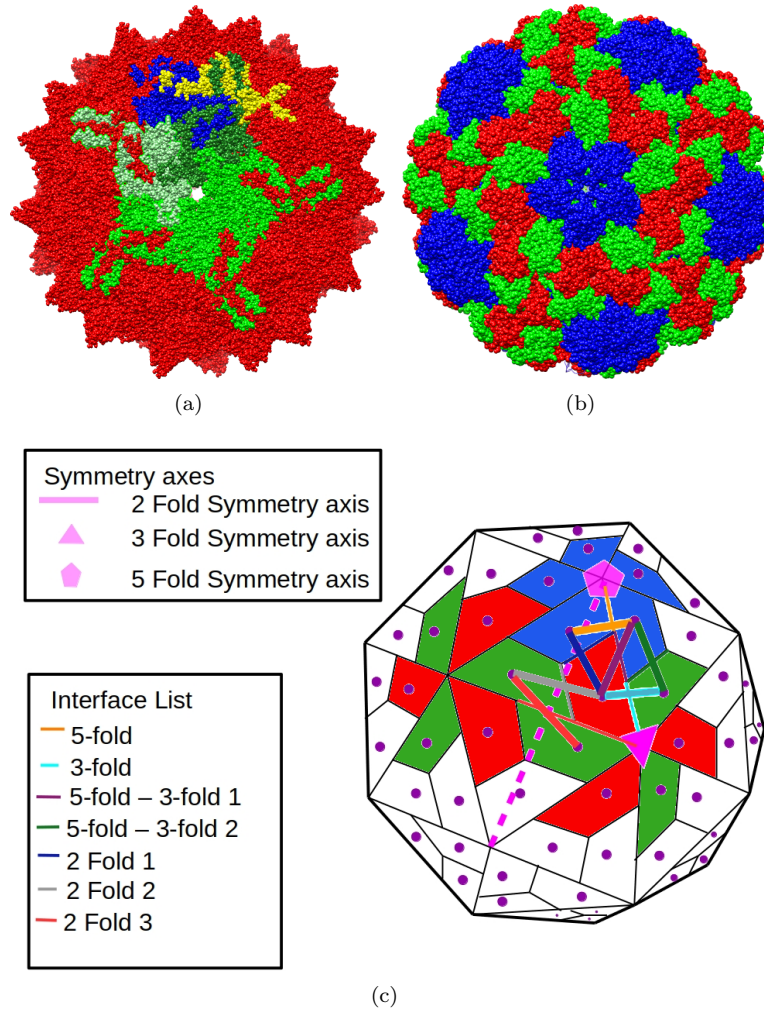 (a)
(b)
Symmetry axes
2 Fold Symmetry axis
3 Fold Symmetry axis
5 Fold Symmetry axis
Interface List
5-fold
3-fold
5-fold – 3-fold 1
5-fold – 3-fold 2
2 Fold 1
2 Fold 2
2 Fold 3
(c)